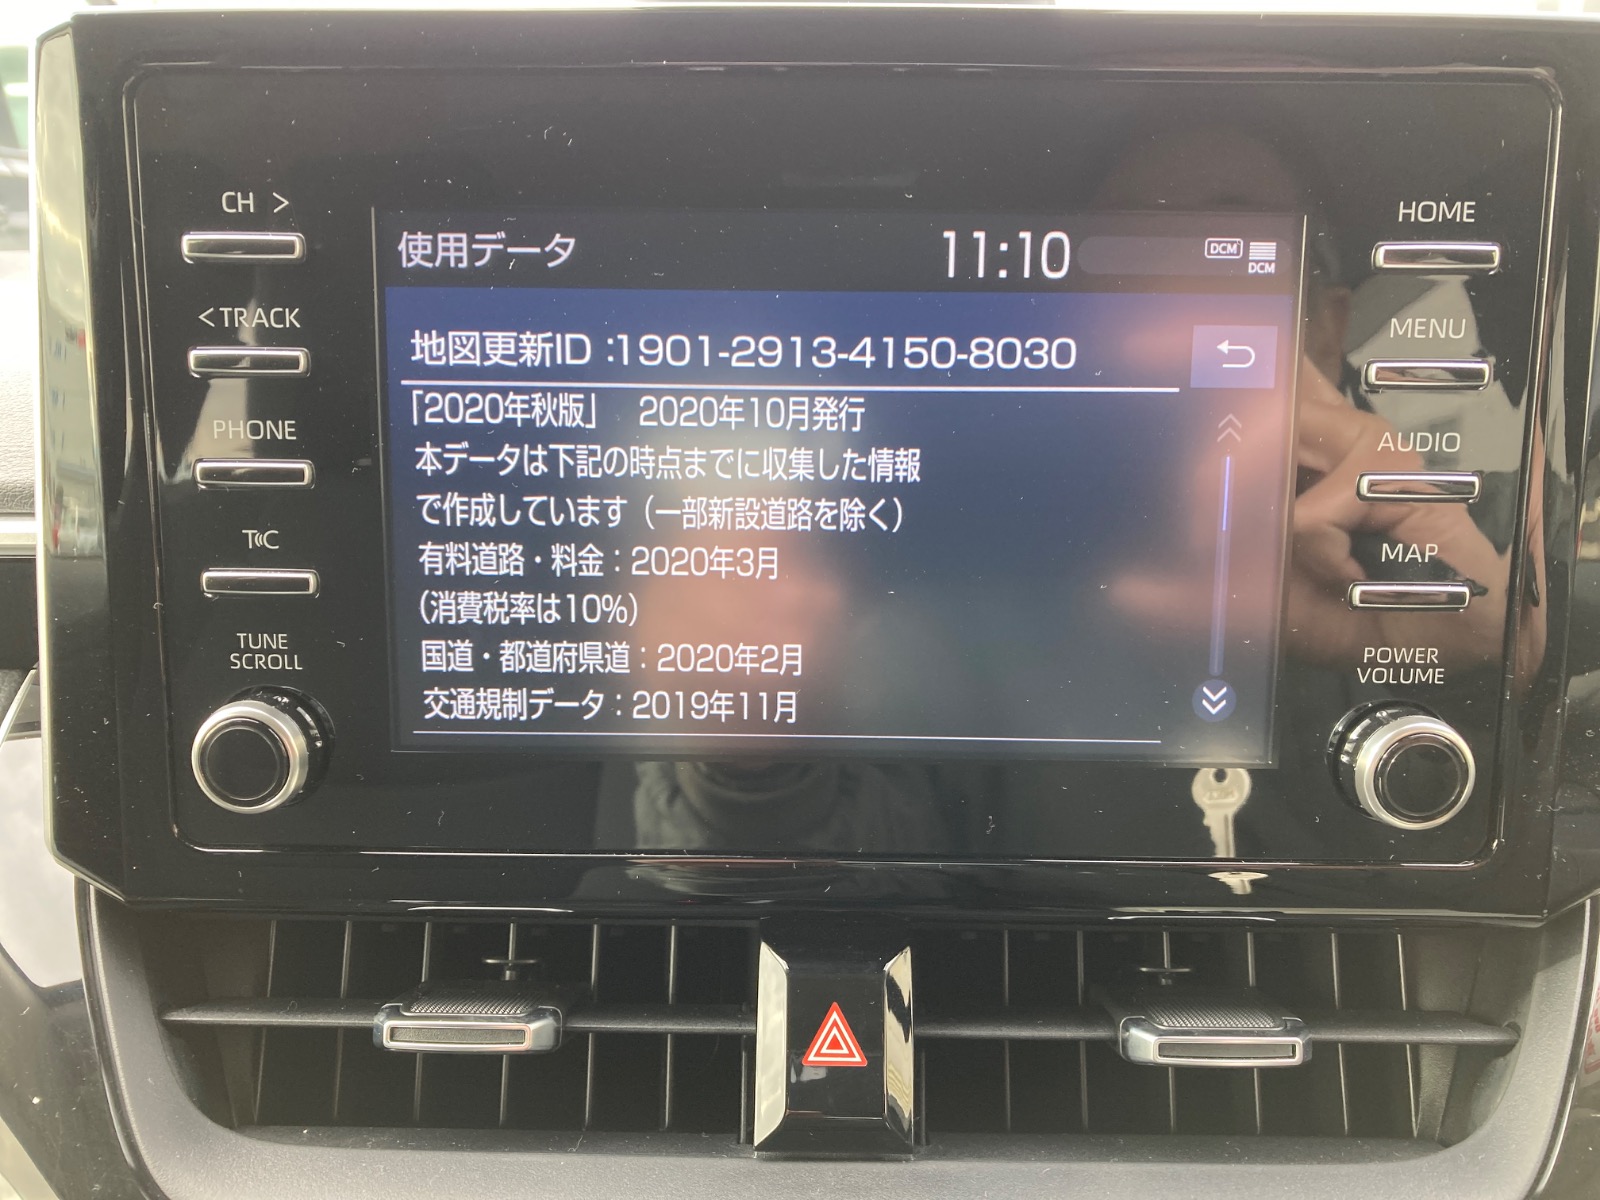 CH >
< TRACK
PHONE
T((C
TUNE
SCROLL
使用データ
11:10
DCM
DCM
地図更新ID :1901-2913-4150-8030
「2020年秋版」　2020年10月発行
本データは下記の時点までに収集した情報
で作成しています（一部新設道路を除く）
有料道路・料金：2020年3月
（消費税率は10%）
国道・都道府県道：2020年2月
交通規制データ：2019年11月
HOME
MENU
AUDIO
MAP
POWER
VOLUME